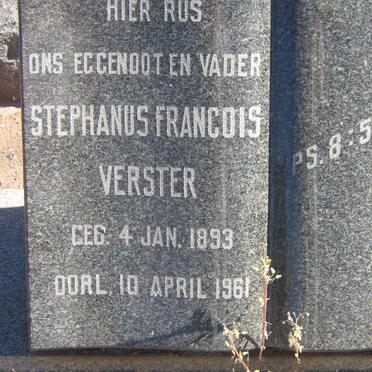 HIER RUS
ONS EGGENOOT EN VADER
STEPHANUS FRANCOIS
VERSTER
GEB. 4 JAN. 1893
OORL. 10 APRIL 1961
PS. 8:5